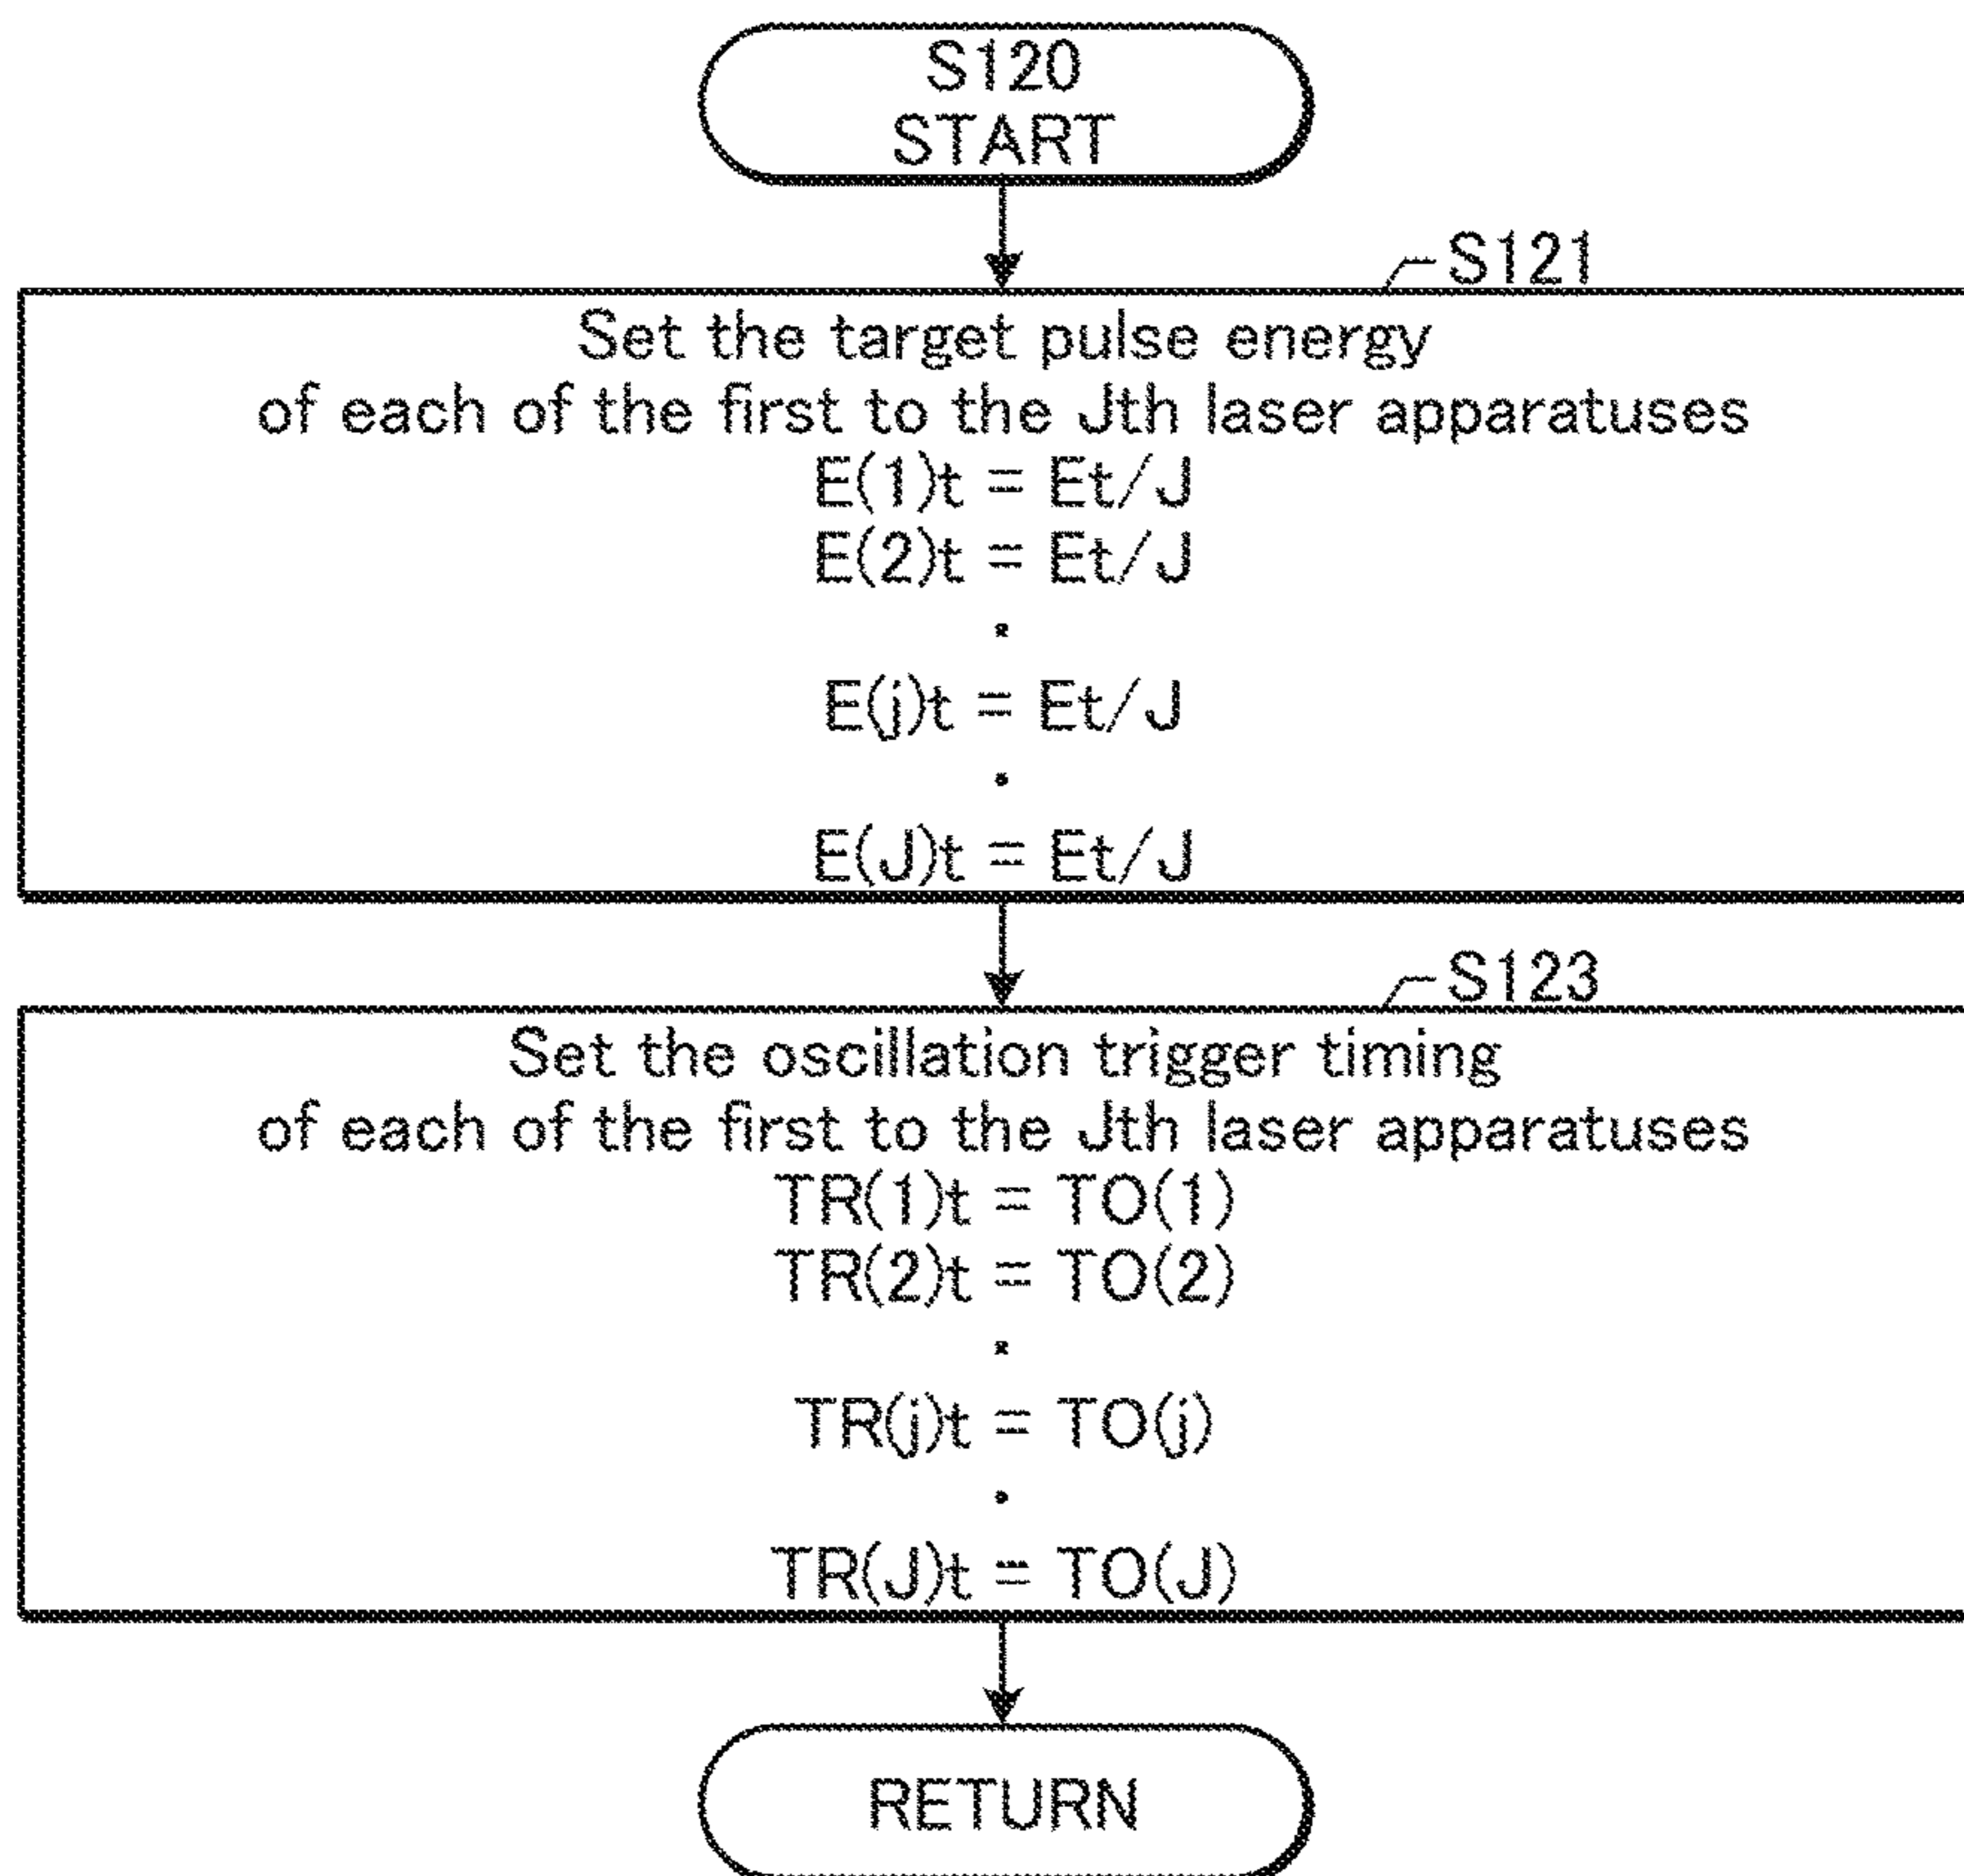 S120
START
S121
Set the target pulse energy
of each of the first to the Jth laser apparatuses
E(1)t = Et/J
E(2)t = Et/J
·
E(j)t = Et/J
·
E(J)t = Et/J
S123
Set the oscillation trigger timing
of each of the first to the Jth laser apparatuses
TR(1)t = TO(1)
TR(2)t = TO(2)
·
TR(j)t = TO(j)
·
TR(J)t = TO(J)
RETURN